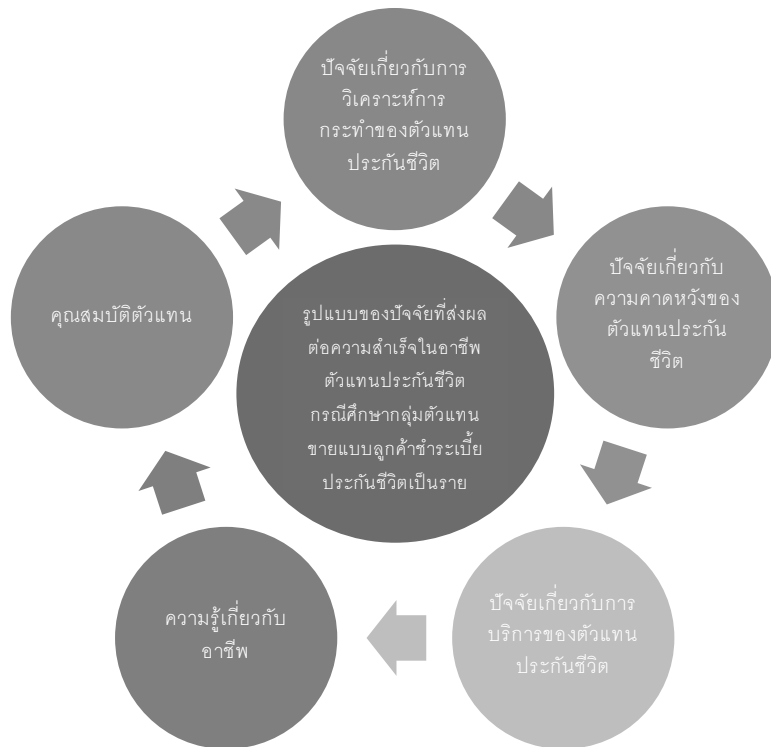 ปัจจัยเกี่ยวกับการ
วิเคราะห์การ
กระทำของตัวแทน
ประกันชีวิต
ปัจจัยเกี่ยวกับ
ความคาดหวังของ
ตัวแทนประกัน
ชีวิต
ปัจจัยเกี่ยวกับการ
บริการของตัวแทน
ประกันชีวิต
ความรู้เกี่ยวกับ
อาชีพ
คุณสมบัติตัวแทน
รูปแบบของปัจจัยที่ส่งผล
ต่อความสำเร็จในอาชีพ
ตัวแทนประกันชีวิต
กรณีศึกษากลุ่มตัวแทน
ขายแบบลูกค้าชำระเบี้ย
ประกันชีวิตเป็นราย